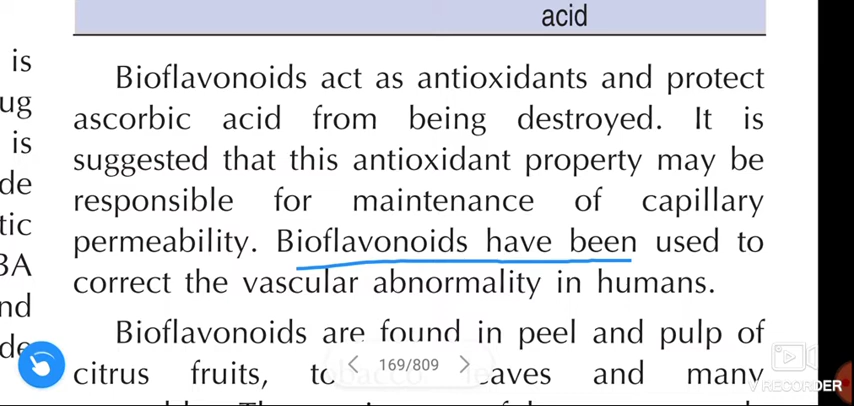 acid
is
ug
is
de
tic
3A
nd
de
Bioflavonoids act as antioxidants and protect
ascorbic acid from being destroyed. It is
suggested that this antioxidant property may be
responsible for maintenance of capillary
permeability. Bioflavonoids have been used to
correct the vascular abnormality in humans.
Bioflavonoids are found in peel and pulp of
citrus fruits, tobacco leaves and many
169/809
V RECORDER